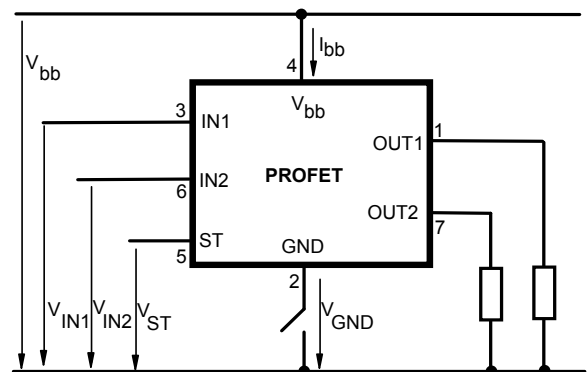 Vbb
Ibb
4
Vbb
3
IN1
OUT1
1
PROFET
6
IN2
OUT2
7
5
ST
GND
2
VIN1
VIN2
VST
VGND